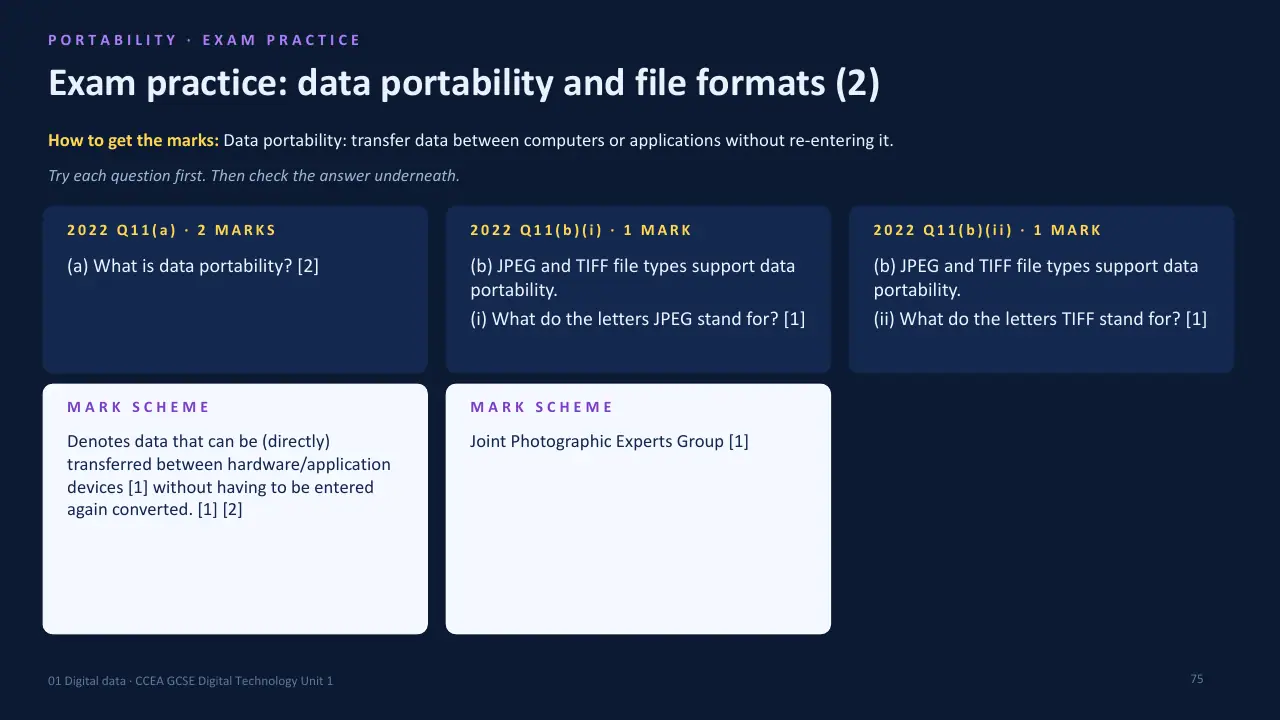 PORTABILITY · EXAM PRACTICE
Exam practice: data portability and file formats (2)
How to get the marks: Data portability: transfer data between computers or applications without re-entering it.
Try each question first. Then check the answer underneath.
2022 Q11(a) · 2 MARKS
(a) What is data portability? [2]
2022 Q11(b)(i) · 1 MARK
(b) JPEG and TIFF file types support data
portability.
(i) What do the letters JPEG stand for? [1]
2022 Q11(b)(ii) · 1 MARK
(b) JPEG and TIFF file types support data
portability.
(ii) What do the letters TIFF stand for? [1]
MARK SCHEME
Denotes data that can be (directly)
transferred between hardware/application
devices [1] without having to be entered
again converted. [1] [2]
MARK SCHEME
Joint Photographic Experts Group [1]
01 Digital data · CCEA GCSE Digital Technology Unit 1
75